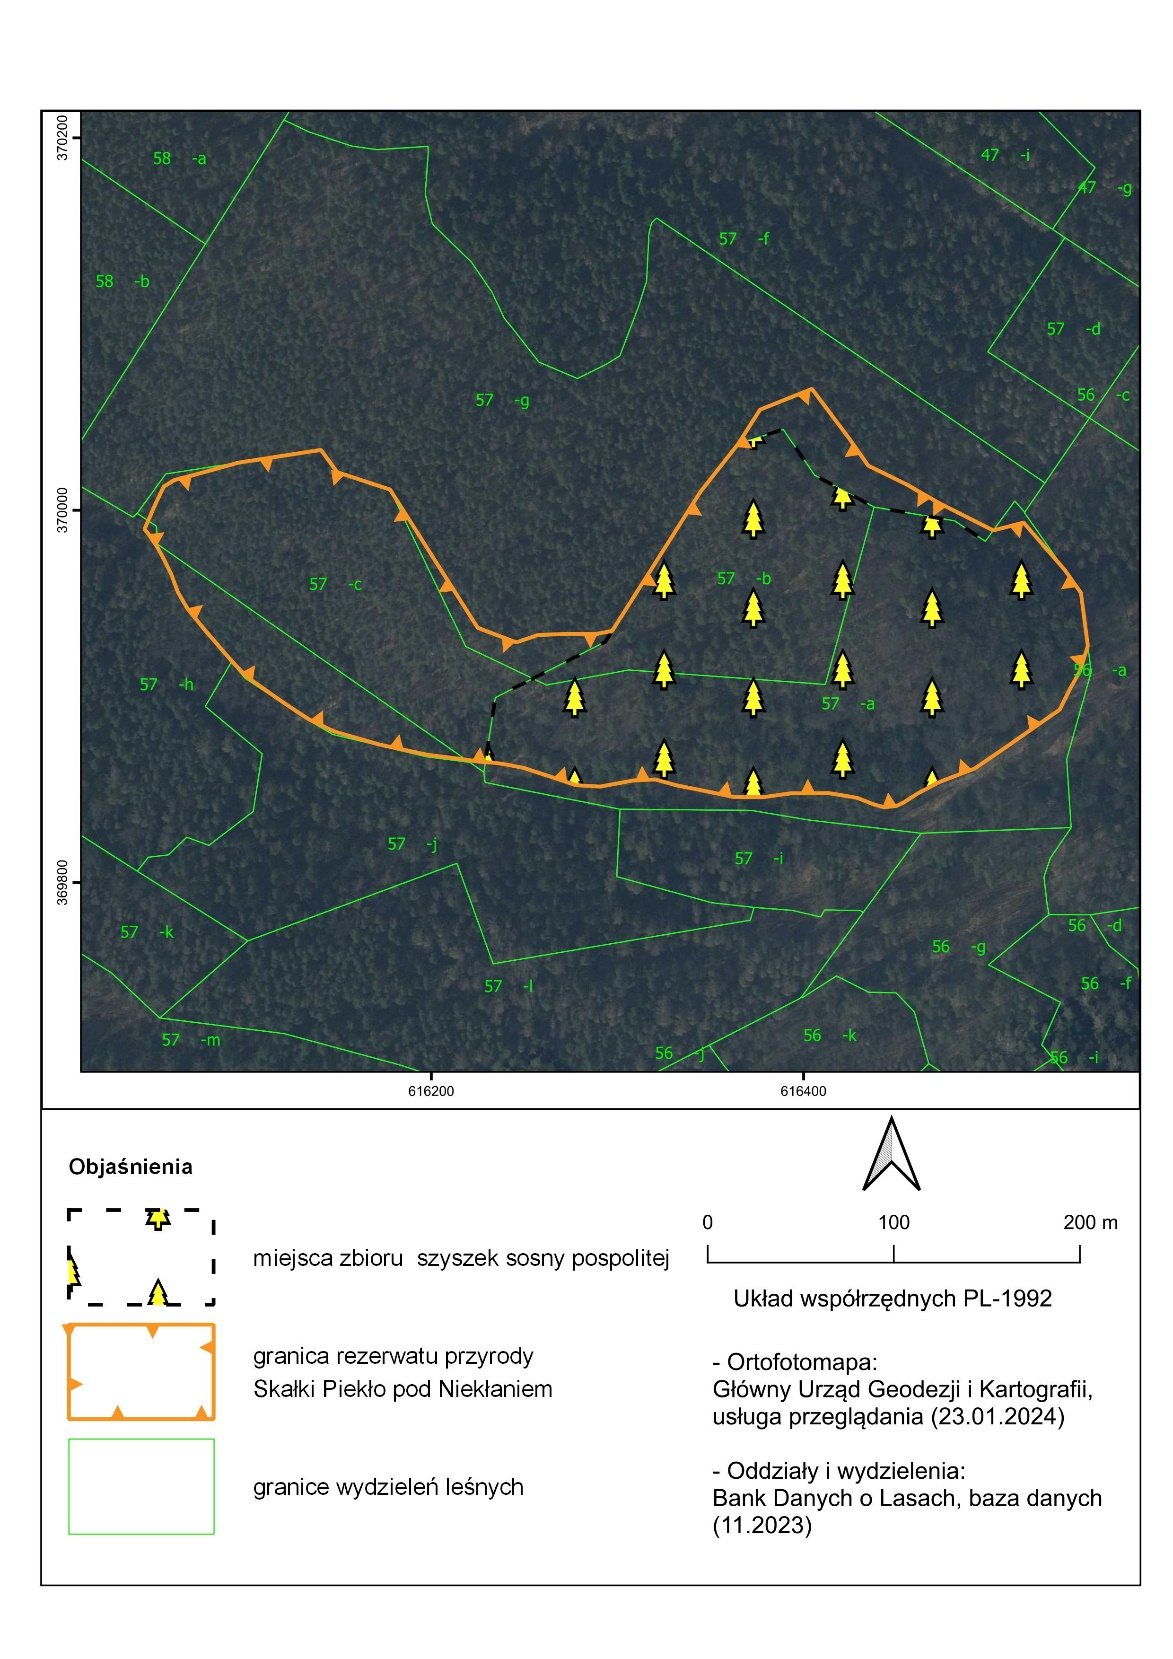 370200
58 -a
47 -i
47 -g
57 -f
58 -b
57 -d
56 -c
57 -g
370000
57 -b
57 -c
56 -a
57 -h
57 -a
57 -j
57 -i
369800
57 -k
56 -d
56 -g
56 -f
57 -l
56 -k
57 -m
56 -j
56 -i
616200
616400
Objaśnienia
miejsca zbioru szyszek sosny pospolitej
granica rezerwatu przyrody
Skałki Piekło pod Niekłaniem
granice wydzieleń leśnych
0 100 200 m
Układ współrzędnych PL-1992
- Ortofotomapa:
Główny Urząd Geodezji i Kartografii,
usługa przeglądania (23.01.2024)
- Oddziały i wydzielenia:
Bank Danych o Lasach, baza danych
(11.2023)